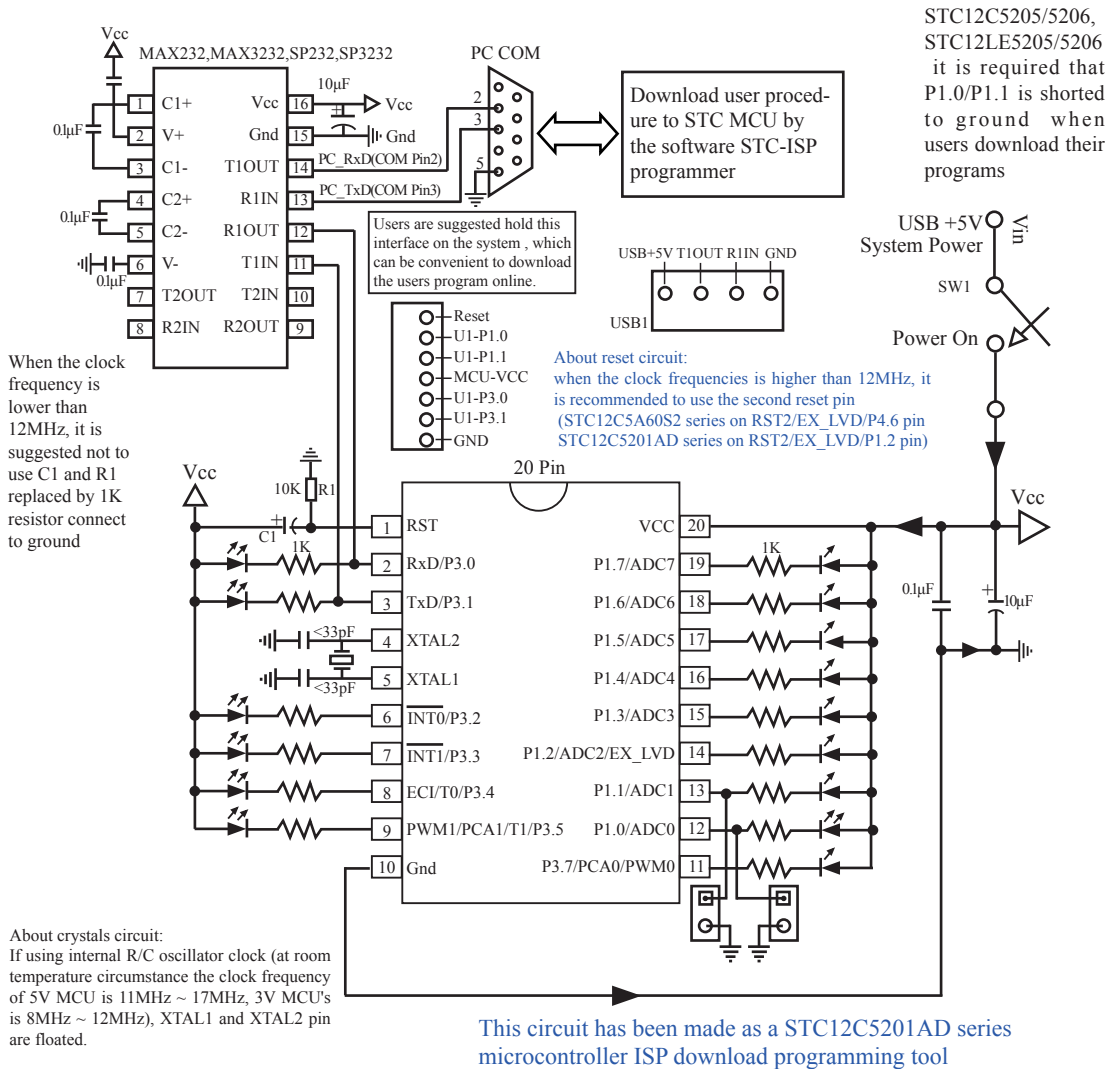 Vcc
MAX232,MAX3232,SP232,SP3232
PC COM
STC12C5205/5206,
STC12LE5205/5206
it is required that
P1.0/P1.1 is shorted
to ground when
users download their
programs
1 C1+
2 V+
3 C1-
4 C2+
5 C2-
6 V-
7 T2OUT
8 R2IN
Vcc 16
Gnd 15
T1OUT 14
R1IN 13
R1OUT 12
T1IN 11
T2IN 10
R2OUT 9
0.1µF
0.1µF
0.1µF
10µF
+
Vcc
Gnd
PC_RxD(COM Pin2)
PC_TxD(COM Pin3)
2
3
5
Download user proced-
ure to STC MCU by
the software STC-ISP
programmer
Users are suggested hold this
interface on the system , which
can be convenient to download
the users program online.
USB+5V T1OUT R1IN GND
USB1
USB +5V
System Power
Vin
SW1
Power On
Reset
U1-P1.0
U1-P1.1
MCU-VCC
U1-P3.0
U1-P3.1
GND
About reset circuit:
when the clock frequencies is higher than 12MHz, it
is recommended to use the second reset pin
(STC12C5A60S2 series on RST2/EX_LVD/P4.6 pin
STC12C5201AD series on RST2/EX_LVD/P1.2 pin)
When the clock
frequency is
lower than
12MHz, it is
suggested not to
use C1 and R1
replaced by 1K
resistor connect
to ground
Vcc
10K R1
+
C1
1K
20 Pin
1 RST
2 RxD/P3.0
3 TxD/P3.1
4 XTAL2
5 XTAL1
6 INT0/P3.2
7 INT1/P3.3
8 ECI/T0/P3.4
9 PWM1/PCA1/T1/P3.5
10 Gnd
<33pF
<33pF
VCC 20
P1.7/ADC7 19
P1.6/ADC6 18
P1.5/ADC5 17
P1.4/ADC4 16
P1.3/ADC3 15
P1.2/ADC2/EX_LVD 14
P1.1/ADC1 13
P1.0/ADC0 12
P3.7/PCA0/PWM0 11
1K
Vcc
0.1µF
+
10µF
About crystals circuit:
If using internal R/C oscillator clock (at room
temperature circumstance the clock frequency
of 5V MCU is 11MHz ~ 17MHz, 3V MCU's
is 8MHz ~ 12MHz), XTAL1 and XTAL2 pin
are floated.
This circuit has been made as a STC12C5201AD series
microcontroller ISP download programming tool